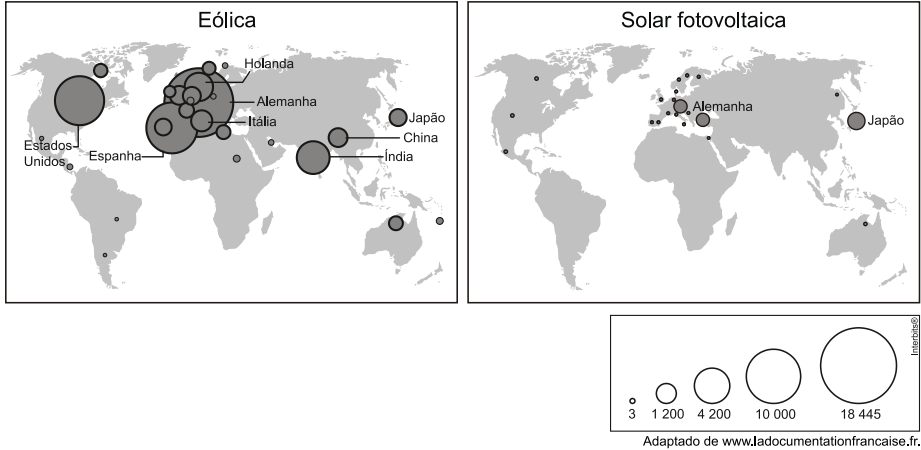 Eólica
Holanda
Alemanha
Itália
Japão
China
Índia
Estados
Unidos
Espanha
Solar fotovoltaica
Alemanha
Japão
3
1 200
4 200
10 000
18 445
Interbits®
Adaptado de www.ladocumentationfrancaise.fr.